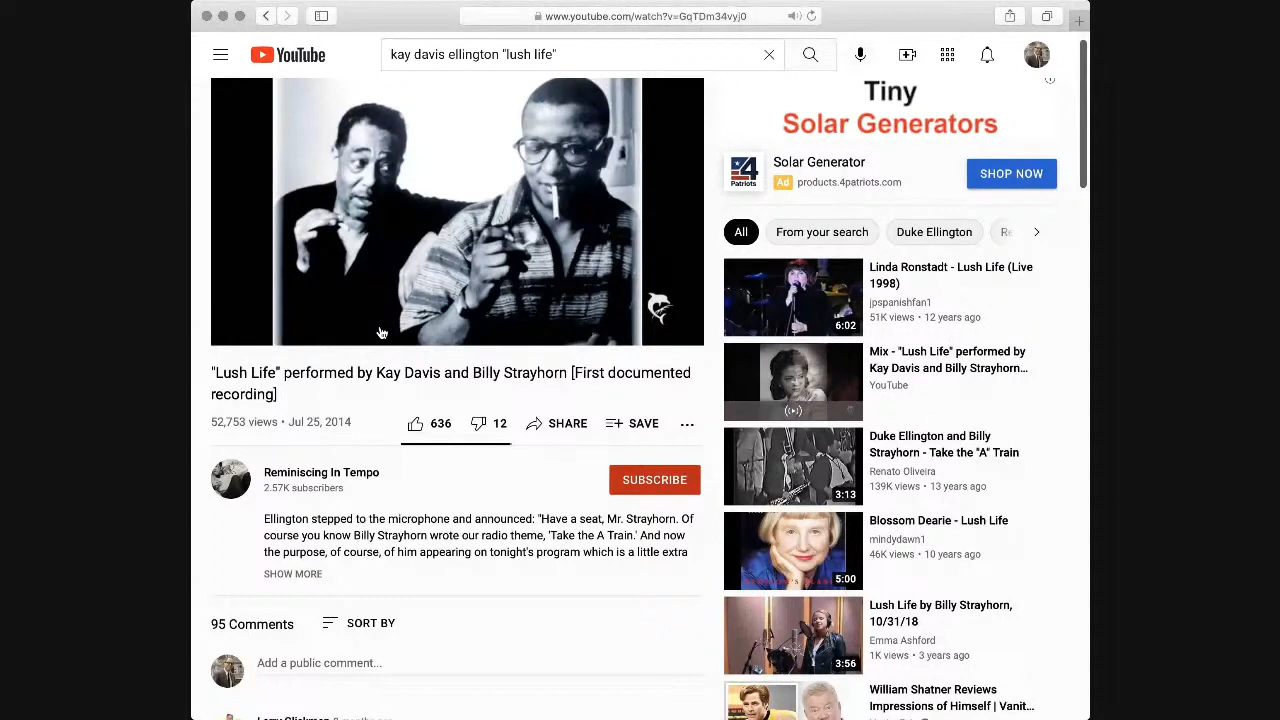 www.youtube.com/watch?v=GqTDm34vyj0
YouTube
kay davis ellington "lush life"
Tiny
Solar Generators
4
Patriots
Solar Generator
Ad products.4patriots.com
SHOP NOW
All
From your search
Duke Ellington
Re
"Lush Life" performed by Kay Davis and Billy Strayhorn [First documented
recording]
52,753 views • Jul 25, 2014
636
12
SHARE
SAVE
Reminiscing In Tempo
2.57K subscribers
SUBSCRIBE
Ellington stepped to the microphone and announced: "Have a seat, Mr. Strayhorn. Of
course you know Billy Strayhorn wrote our radio theme, 'Take the A Train.' And now
the purpose, of course, of him appearing on tonight's program which is a little extra
SHOW MORE
95 Comments
SORT BY
Add a public comment...
Linda Ronstadt - Lush Life (Live
1998)
jpspanishfan1
51K views • 12 years ago
6:02
Mix - "Lush Life" performed by
Kay Davis and Billy Strayhorn...
YouTube
Duke Ellington and Billy
Strayhorn - Take the "A" Train
Renato Oliveira
139K views • 13 years ago
3:13
Blossom Dearie - Lush Life
mindydawn1
46K views • 10 years ago
5:00
Lush Life by Billy Strayhorn,
10/31/18
Emma Ashford
1K views • 3 years ago
3:56
William Shatner Reviews
Impressions of Himself | Vanit...